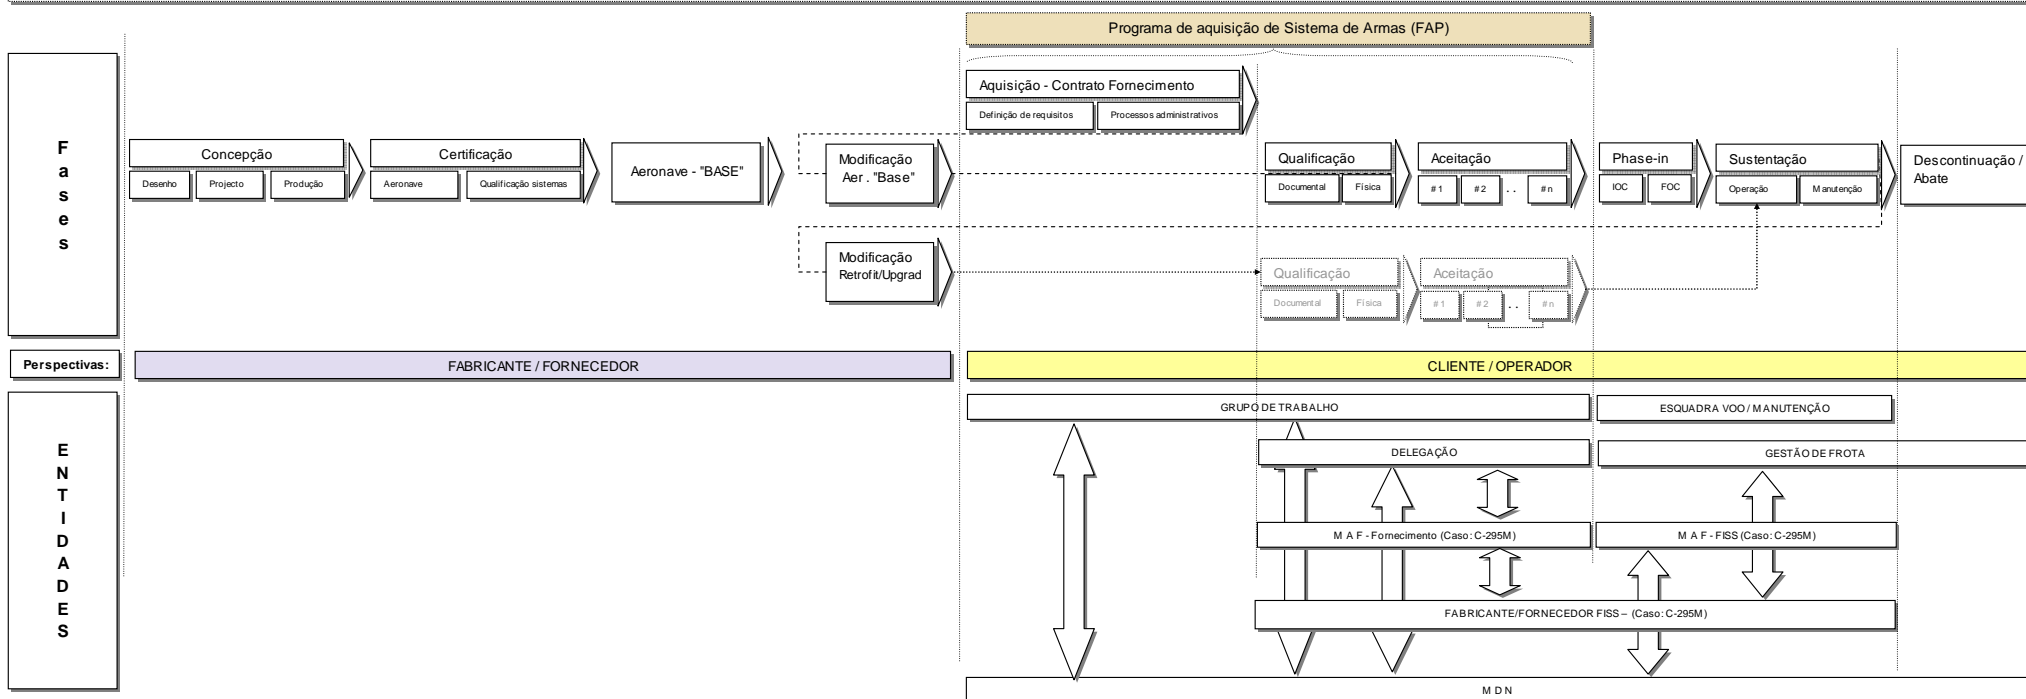 Programa de aquisição de Sistema de Armas (FAP)
Fases
Aquisição - Contrato Fornecimento
Definição de requisitos
Processos administrativos
Concepção
Desenho
Projecto
Produção
Certificação
Aeronave
Qualificação sistemas
Aeronave - "BASE"
Modificação
Aer . "Base"
Qualificação
Documental
Física
Aceitação
# 1
# 2
. .
# n
Phase-in
IOC
FOC
Sustentação
Operação
Manutenção
Descontinuação /
Abate
Modificação
Retrofit/Upgrad
Qualificação
Documental
Física
Aceitação
# 1
# 2
. .
# n
Perspectivas:
FABRICANTE / FORNECEDOR
CLIENTE / OPERADOR
ENTIDADES
GRUPO DE TRABALHO
ESQUADRA VOO / MANUTENÇÃO
DELEGAÇÃO
GESTÃO DE FROTA
M A F - Fornecimento (Caso: C-295M)
M A F - FISS (Caso: C-295M)
FABRICANTE/FORNECEDOR FISS – (Caso: C-295M)
M D N